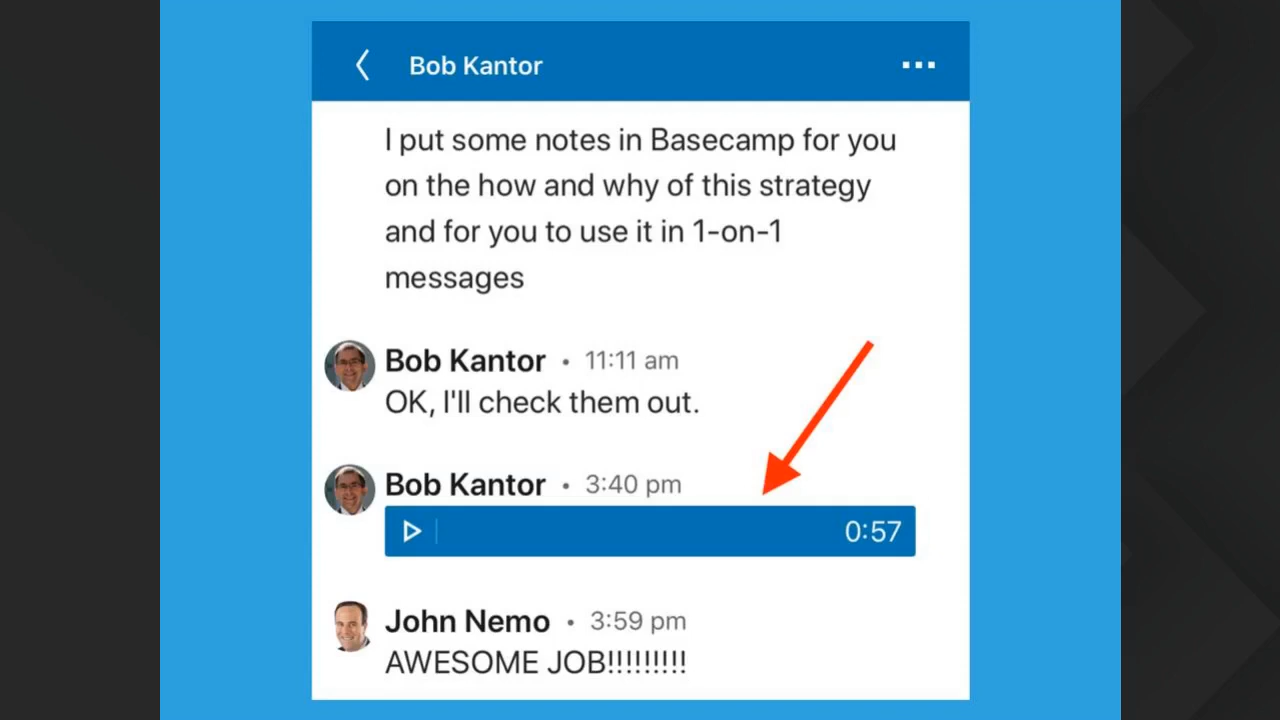 Bob Kantor
I put some notes in Basecamp for you
on the how and why of this strategy
and for you to use it in 1-on-1
messages
Bob Kantor • 11:11 am
OK, I'll check them out.
Bob Kantor • 3:40 pm
0:57
John Nemo • 3:59 pm
AWESOME JOB!!!!!!!!!